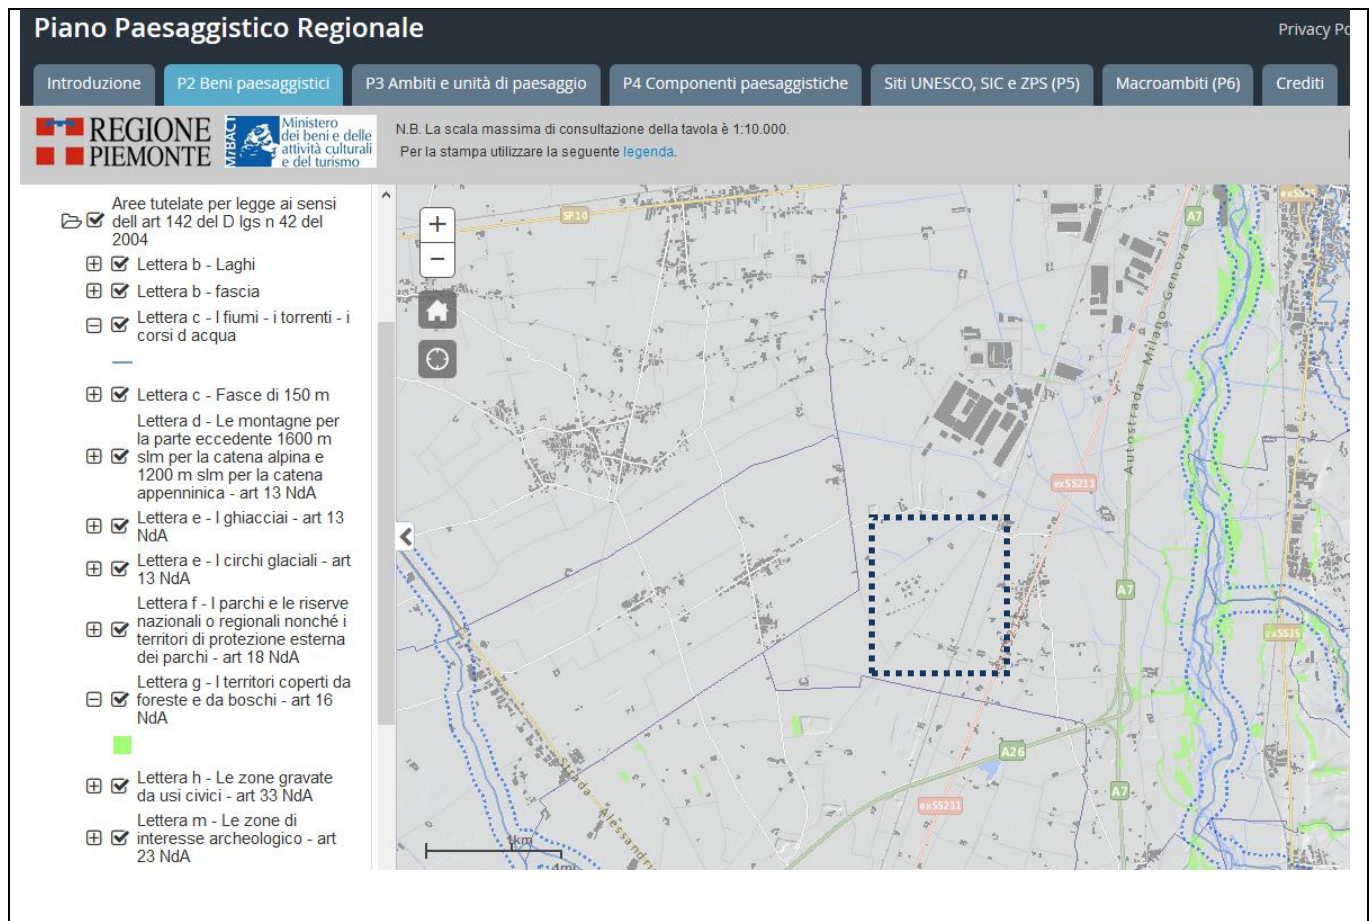 Piano Paesaggistico Regionale
Privacy Po
Introduzione
P2 Beni paesaggistici
P3 Ambiti e unità di paesaggio
P4 Componenti paesaggistiche
Siti UNESCO, SIC e ZPS (P5)
Macroambiti (P6)
Crediti
REGIONE
PIEMONTE
MiBACT
Ministero
dei beni e delle
attività culturali
e del turismo
N.B. La scala massima di consultazione della tavola è 1:10.000.
Per la stampa utilizzare la seguente legenda.
Aree tutelate per legge ai sensi
dell art 142 del D lgs n 42 del
2004
Lettera b - Laghi
Lettera b - fascia
Lettera c - I fiumi - i torrenti - i
corsi d acqua
Lettera c - Fasce di 150 m
Lettera d - Le montagne per
la parte eccedente 1600 m
slm per la catena alpina e
1200 m slm per la catena
appenninica - art 13 NdA
Lettera e - I ghiacciai - art 13
NdA
Lettera e - I circhi glaciali - art
13 NdA
Lettera f - I parchi e le riserve
nazionali o regionali nonché i
territori di protezione esterna
dei parchi - art 18 NdA
Lettera g - I territori coperti da
foreste e da boschi - art 16
NdA
Lettera h - Le zone gravate
da usi civici - art 33 NdA
Lettera m - Le zone di
interesse archeologico - art
23 NdA
+
−
SP10
A7
exSS35
Autostrada Milano-Genova
exSS211
A7
exSS35
A26
A7
exSS211
Strada Alessandria
1km
1mi